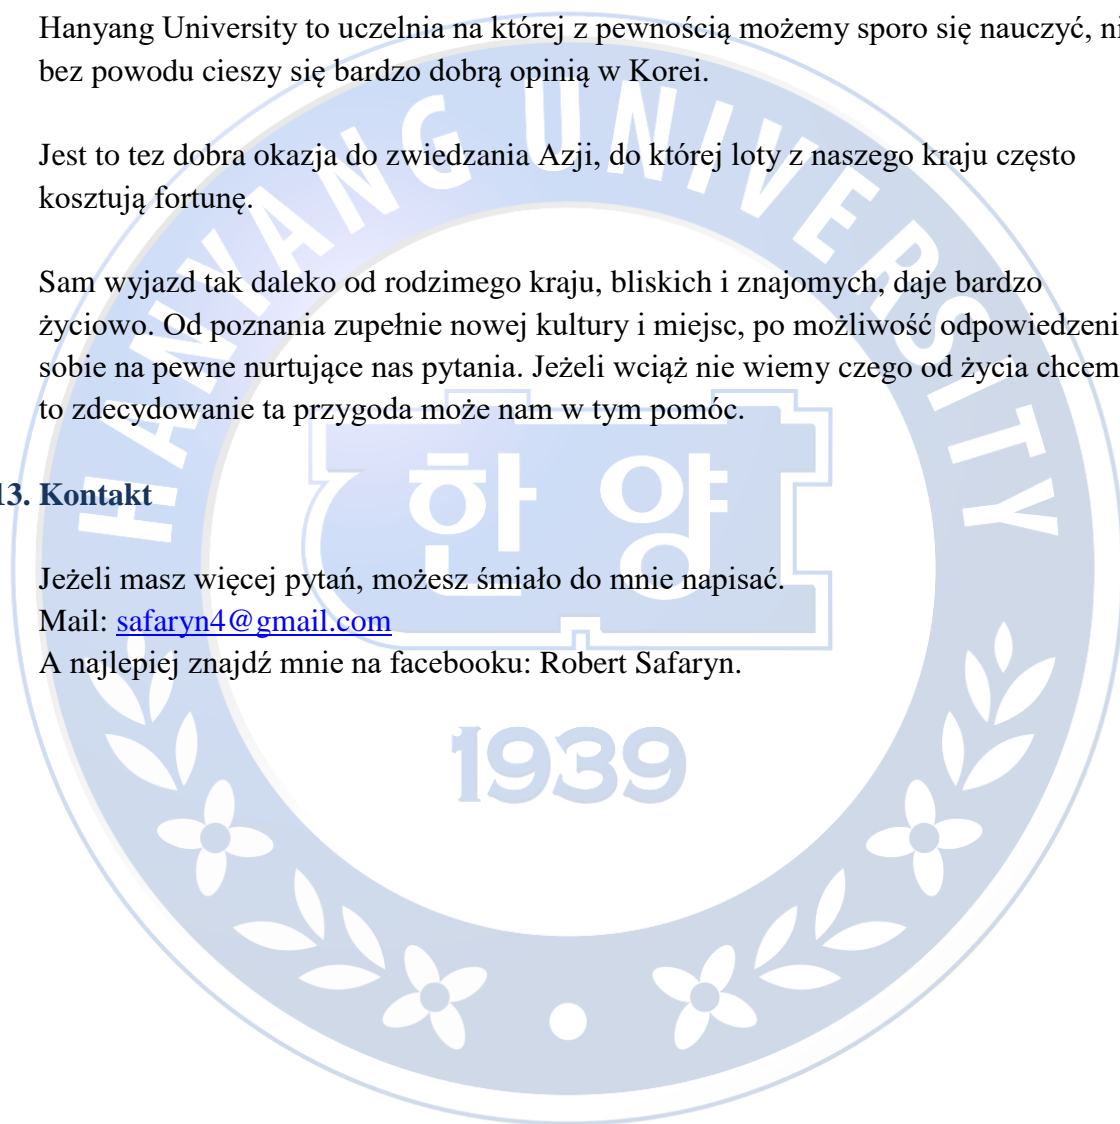 Hanyang University to uczelnia na której z pewnością możemy sporo się nauczyć, ni
bez powodu cieszy się bardzo dobrą opinią w Korei.
Jest to tez dobra okazja do zwiedzania Azji, do której loty z naszego kraju często
kosztują fortunę.
Sam wyjazd tak daleko od rodzimego kraju, bliskich i znajomych, daje bardzo
życiowo. Od poznania zupełnie nowej kultury i miejsc, po możliwość odpowiedzeni
sobie na pewne nurtujące nas pytania. Jeżeli wciąż nie wiemy czego od życia chcem
to zdecydowanie ta przygoda może nam w tym pomóc.
13. Kontakt
Jeżeli masz więcej pytań, możesz śmiało do mnie napisać.
Mail: safaryn4@gmail.com
A najlepiej znajdź mnie na facebooku: Robert Safaryn.
HANYANG UNIVERSITY
한양
1939